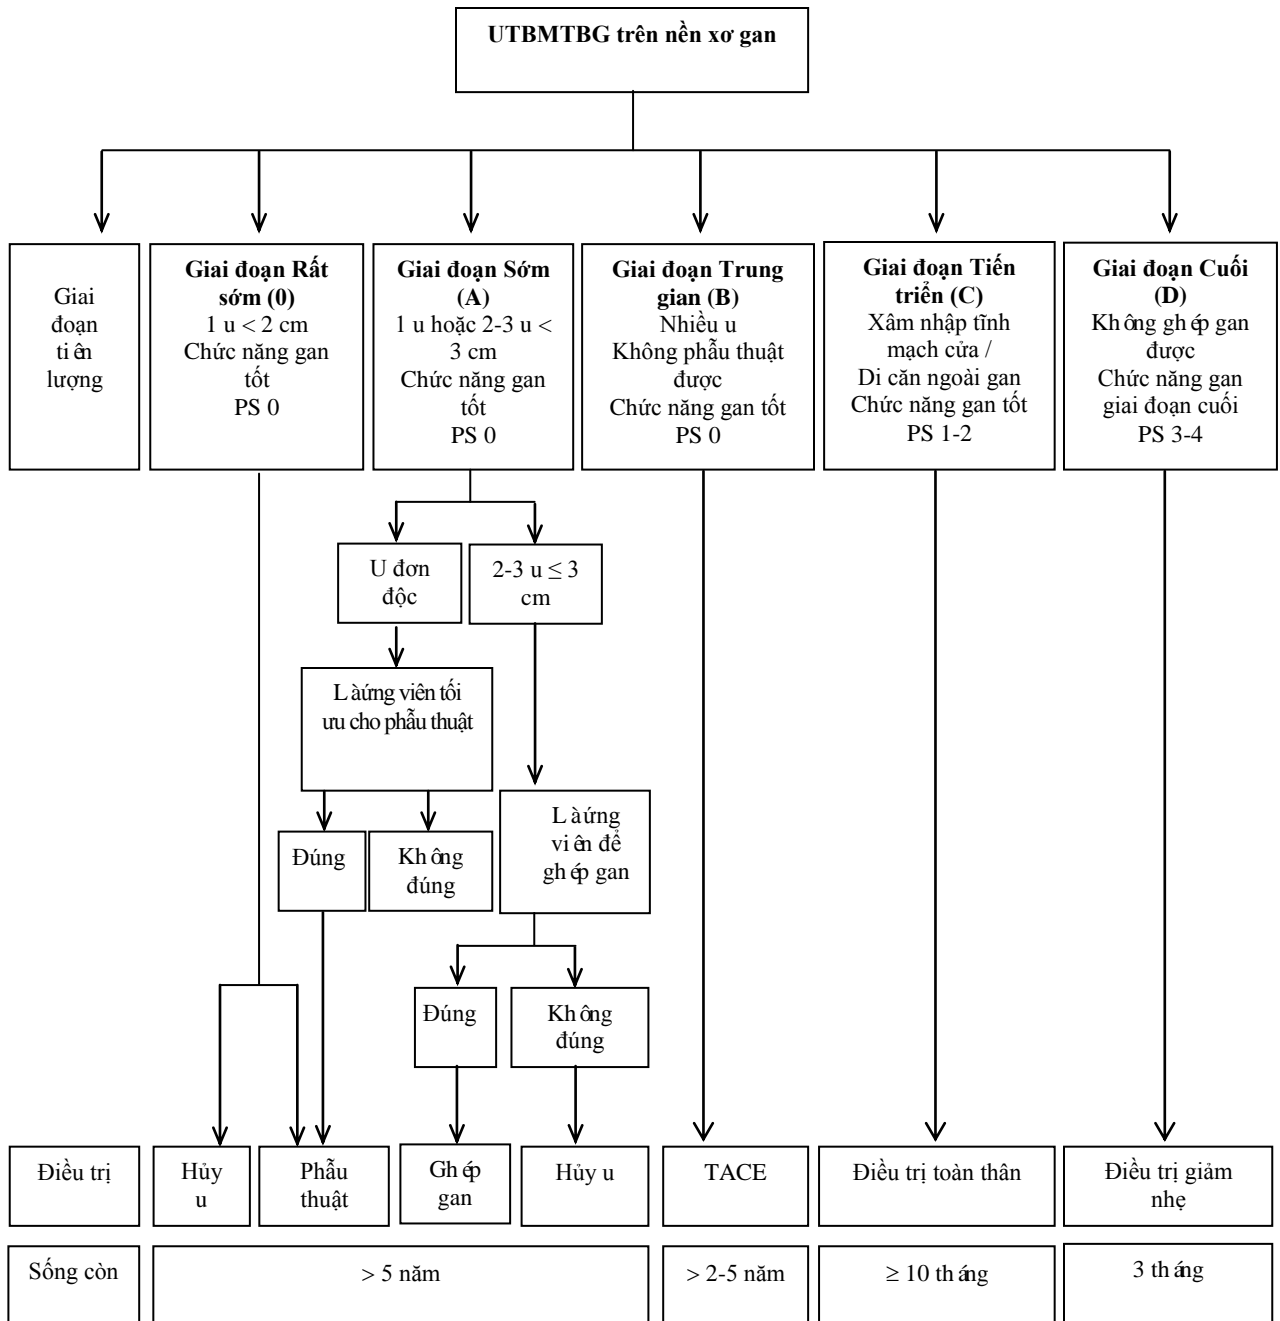 UTBMTBG trên nền xơ gan
Giai
đoạn
tiên
lượng
Giai đoạn Rất
sớm (0)
1 u < 2 cm
Chức năng gan
tốt
PS 0
Giai đoạn Sớm
(A)
1 u hoặc 2-3 u <
3 cm
Chức năng gan
tốt
PS 0
Giai đoạn Trung
gian (B)
Nhiều u
Không phẫu thuật
được
Chức năng gan tốt
PS 0
Giai đoạn Tiến
triển (C)
Xâm nhập tĩnh
mạch cửa /
Di căn ngoài gan
Chức năng gan tốt
PS 1-2
Giai đoạn Cuối
(D)
Không ghép gan
được
Chức năng gan
giai đoạn cuối
PS 3-4
U đơn
độc
2-3 u ≤ 3
cm
Là ứng viên tối
ưu cho phẫu thuật
Đúng
Không
đúng
Là ứng
viên để
ghép gan
Đúng
Không
đúng
Điều trị
Hủy
u
Phẫu
thuật
Ghép
gan
Hủy u
TACE
Điều trị toàn thân
Điều trị giảm
nhẹ
Sống còn
> 5 năm
> 2-5 năm
≥ 10 tháng
3 tháng